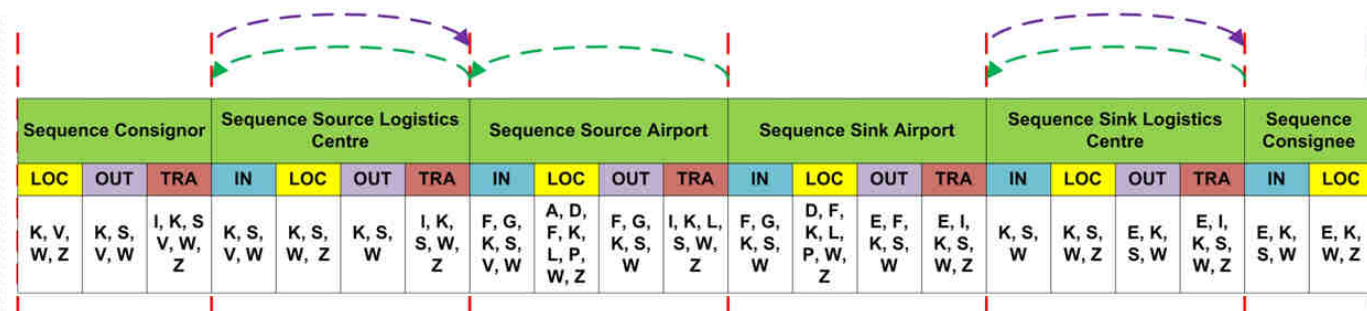 Sequence Consignor
Sequence Source Logistics
Centre
Sequence Source Airport
Sequence Sink Airport
Sequence Sink Logistics
Centre
Sequence
Consignee
LOC OUT TRA IN LOC OUT TRA IN LOC OUT TRA IN LOC OUT TRA IN LOC OUT TRA IN LOC
K, V,
W, Z
K, S,
V, W
I, K, S
V, W,
Z
K, S,
V, W
K, S,
W, Z
K, S,
W
I, K,
S, W,
Z
F, G,
K, S,
V, W
A, D,
F, K,
L, P,
W, Z
F, G,
K, S,
W
I, K, L,
S, W,
Z
F, G,
K, S,
W
D, F,
K, L,
P, W,
Z
E, F,
K, S,
W
E, I,
K, S,
W, Z
K, S,
W
K, S,
W, Z
E, K,
S, W
E, I,
K, S,
W, Z
E, K,
S, W
E, K,
W, Z